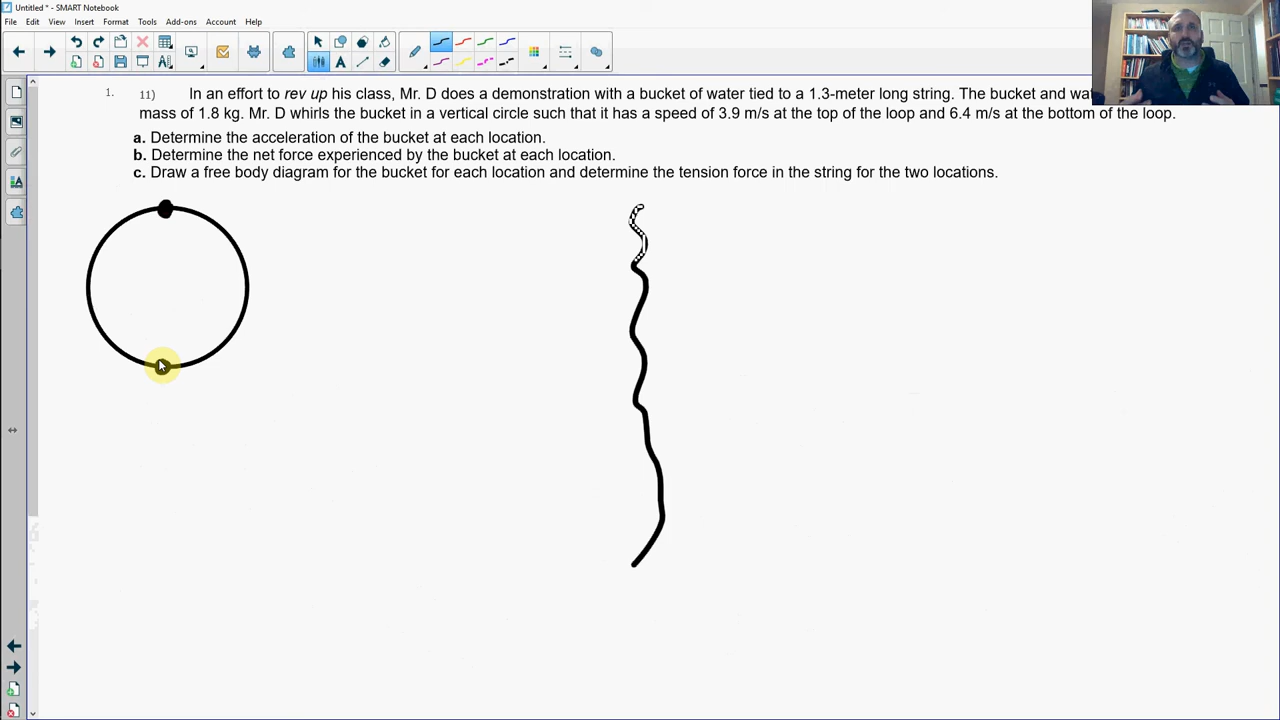 Untitled * - SMART Notebook
File Edit View Insert Format Tools Add-ons Account Help
1. 11) In an effort to rev up his class, Mr. D does a demonstration with a bucket of water tied to a 1.3-meter long string. The bucket and
mass of 1.8 kg. Mr. D whirls the bucket in a vertical circle such that it has a speed of 3.9 m/s at the top of the loop and 6.4 m/s at the bottom of the loop.
a. Determine the acceleration of the bucket at each location.
b. Determine the net force experienced by the bucket at each location.
c. Draw a free body diagram for the bucket for each location and determine the tension force in the string for the two locations.